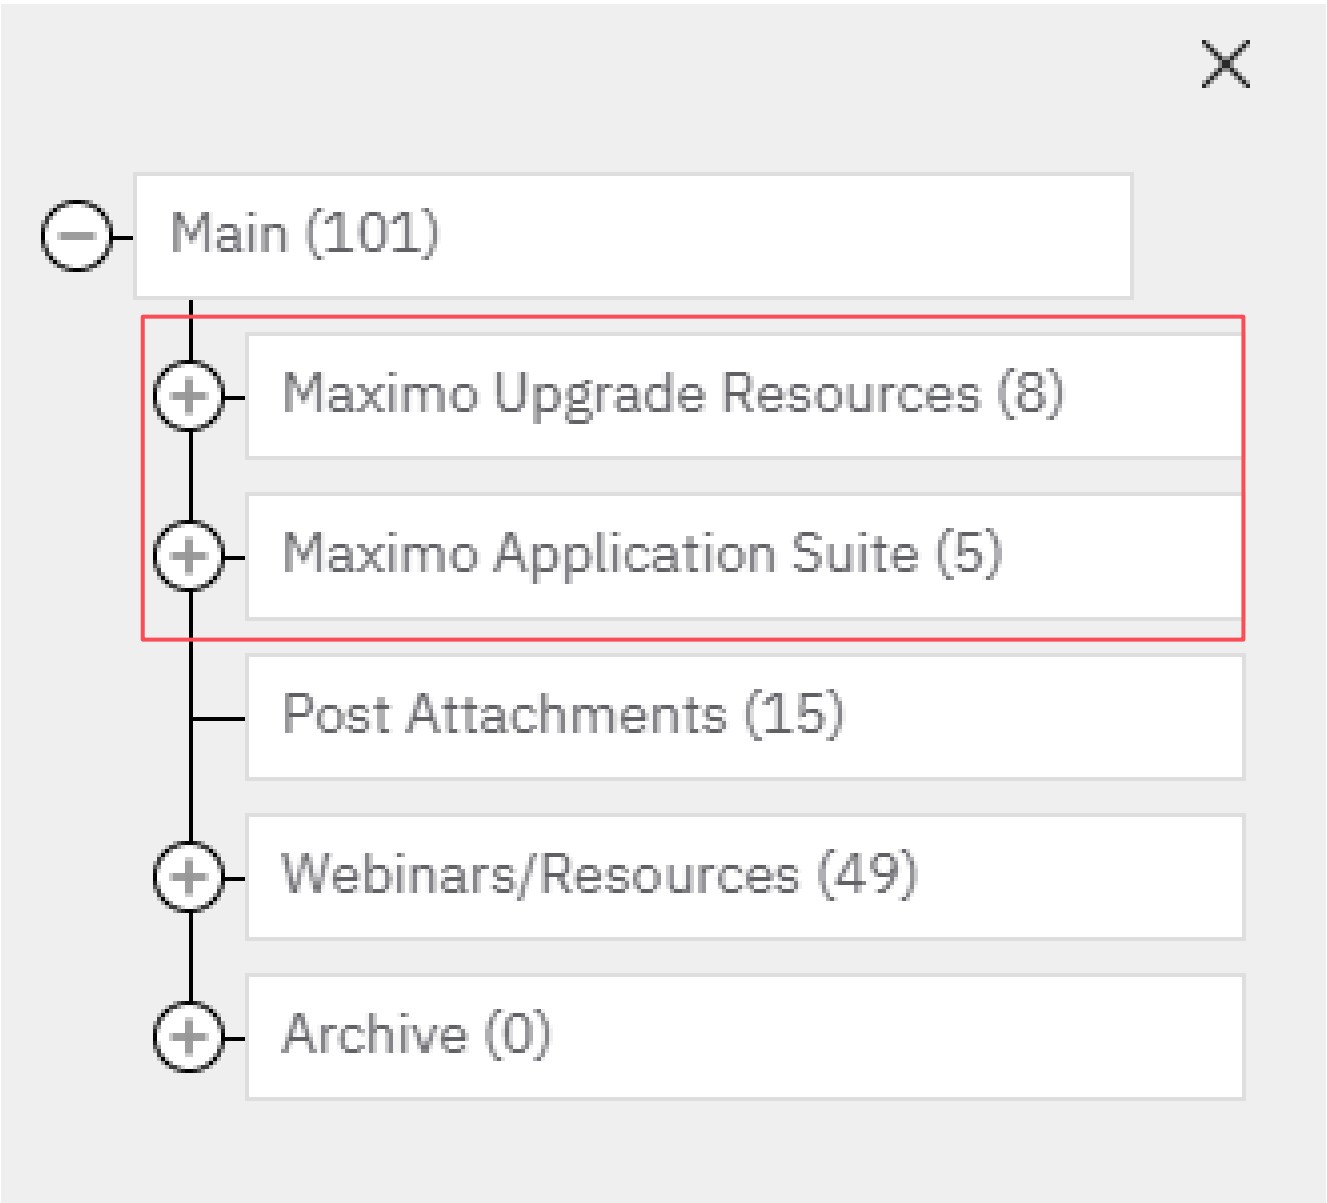 Main (101)
Maximo Upgrade Resources (8)
Maximo Application Suite (5)
Post Attachments (15)
Webinars/Resources (49)
Archive (0)